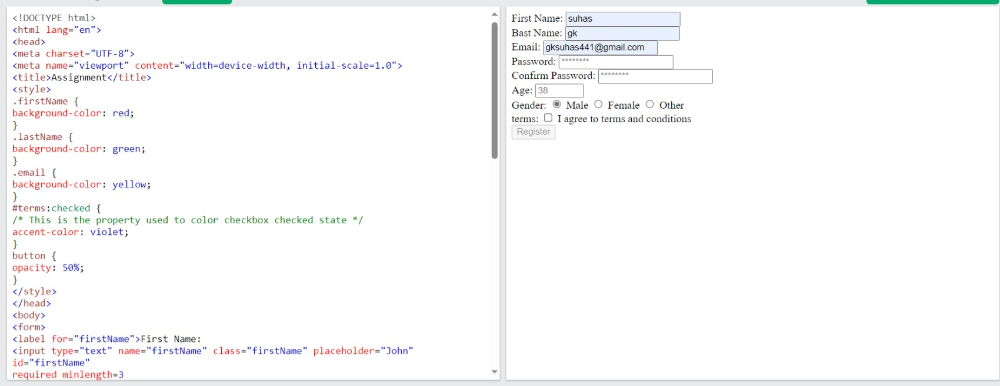 <!DOCTYPE html>
<html lang="en">
<head>
<meta charset="UTF-8">
<meta name="viewport" content="width=device-width, initial-scale=1.0">
<title>Assignment</title>
<style>
.firstName {
background-color: red;
}
.lastName {
background-color: green;
}
.email {
background-color: yellow;
}
#terms:checked {
/* This is the property used to color checkbox checked state */
accent-color: violet;
}
button {
opacity: 50%;
}
</style>
</head>
<body>
<form>
<label for="firstName">First Name:
<input type="text" name="firstName" class="firstName" placeholder="John"
id="firstName"
required minlength=3
First Name: suhas
Bast Name: gk
Email: gksuhas441@gmail.com
Password: ********
Confirm Password: ********
Age: 38
Gender: Male Female Other
terms: I agree to terms and conditions
Register